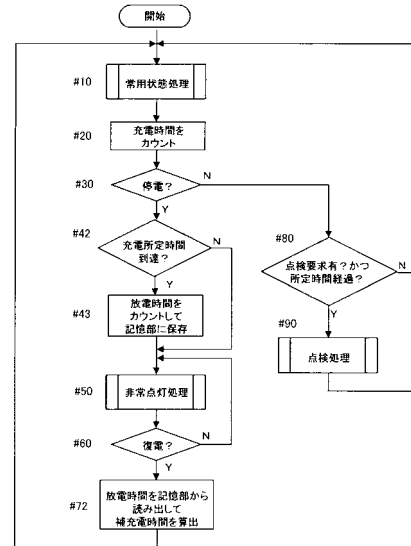 開始
#10
常用状態処理
#20
充電時間を
カウント
#30
停電?
N
Y
#42
充電所定時間
到達?
N
Y
#43
放電時間を
カウントして
記憶部に保存
#50
非常点灯処理
#60
復電?
N
Y
#72
放電時間を記憶部から
読み出して
補充電時間を算出
#80
点検要求有?かつ
所定時間経過?
N
Y
#90
点検処理